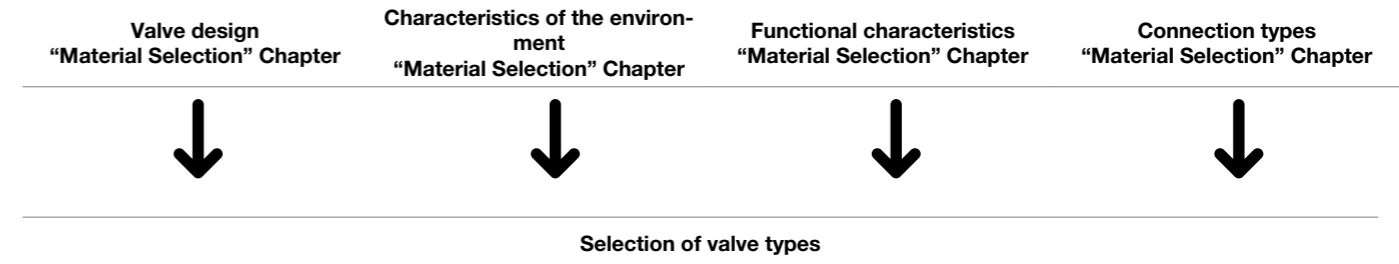 Valve design
“Material Selection” Chapter
Characteristics of the environ-
ment
“Material Selection” Chapter
Functional characteristics
“Material Selection” Chapter
Connection types
“Material Selection” Chapter
Selection of valve types